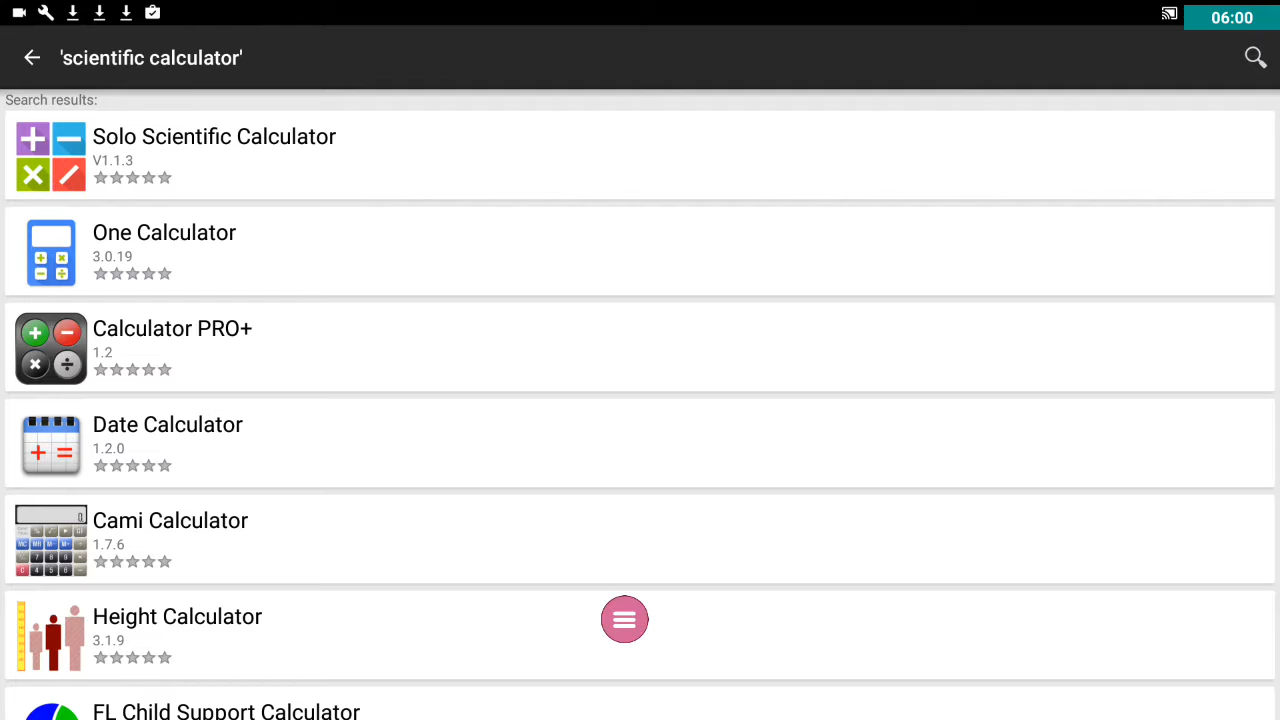 06:00
'scientific calculator'
Search results:
Solo Scientific Calculator
V1.1.3
One Calculator
3.0.19
Calculator PRO+
1.2
Date Calculator
1.2.0
Cami Calculator
1.7.6
Height Calculator
3.1.9
FL Child Support Calculator